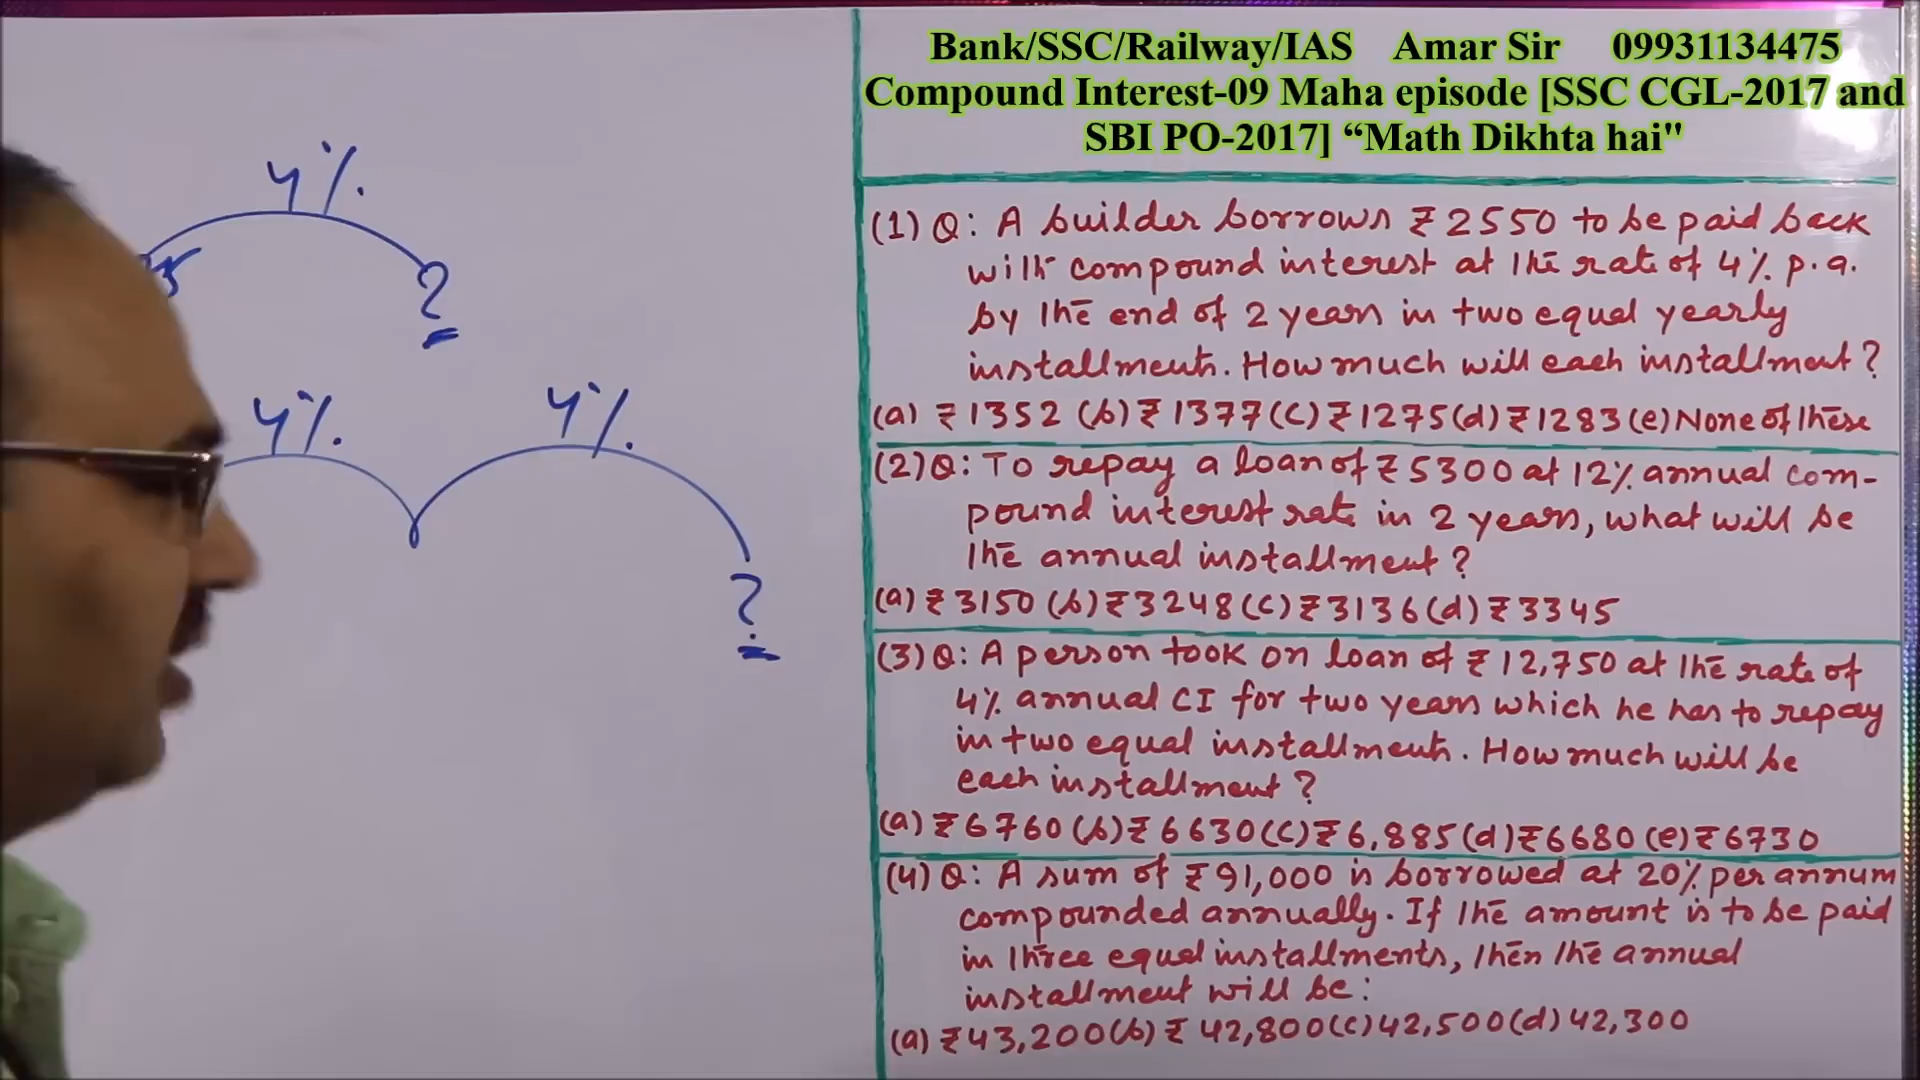 Bank/SSC/Railway/IAS Amar Sir 09931134475
Compound Interest-09 Maha episode [SSC CGL-2017 and
SBI PO-2017] “Math Dikhta hai"
4%.
?
4%. 4%.
?
(1) Q: A builder borrows ₹2550 to be paid back
with compound interest at the rate of 4% p.a.
by the end of 2 years in two equal yearly
installments. How much will each installment?
(a) ₹1352 (b) ₹1377 (c) ₹1275 (d) ₹1283 (e) None of these
(2) Q: To repay a loan of ₹5300 at 12% annual com-
pound interest rate in 2 years, what will be
the annual installment?
(a) ₹3150 (b) ₹3248 (c) ₹3136 (d) ₹3345
(3) Q: A person took on loan of ₹12,750 at the rate of
4% annual CI for two years which he has to repay
in two equal installments. How much will be
each installment?
(a) ₹6760 (b) ₹6630 (c) ₹6,885 (d) ₹6680 (e) ₹6730
(4) Q: A sum of ₹91,000 is borrowed at 20% per annum
compounded annually. If the amount is to be paid
in three equal installments, then the annual
installment will be:
(a) ₹43,200 (b) ₹42,800 (c) 42,500 (d) 42,300